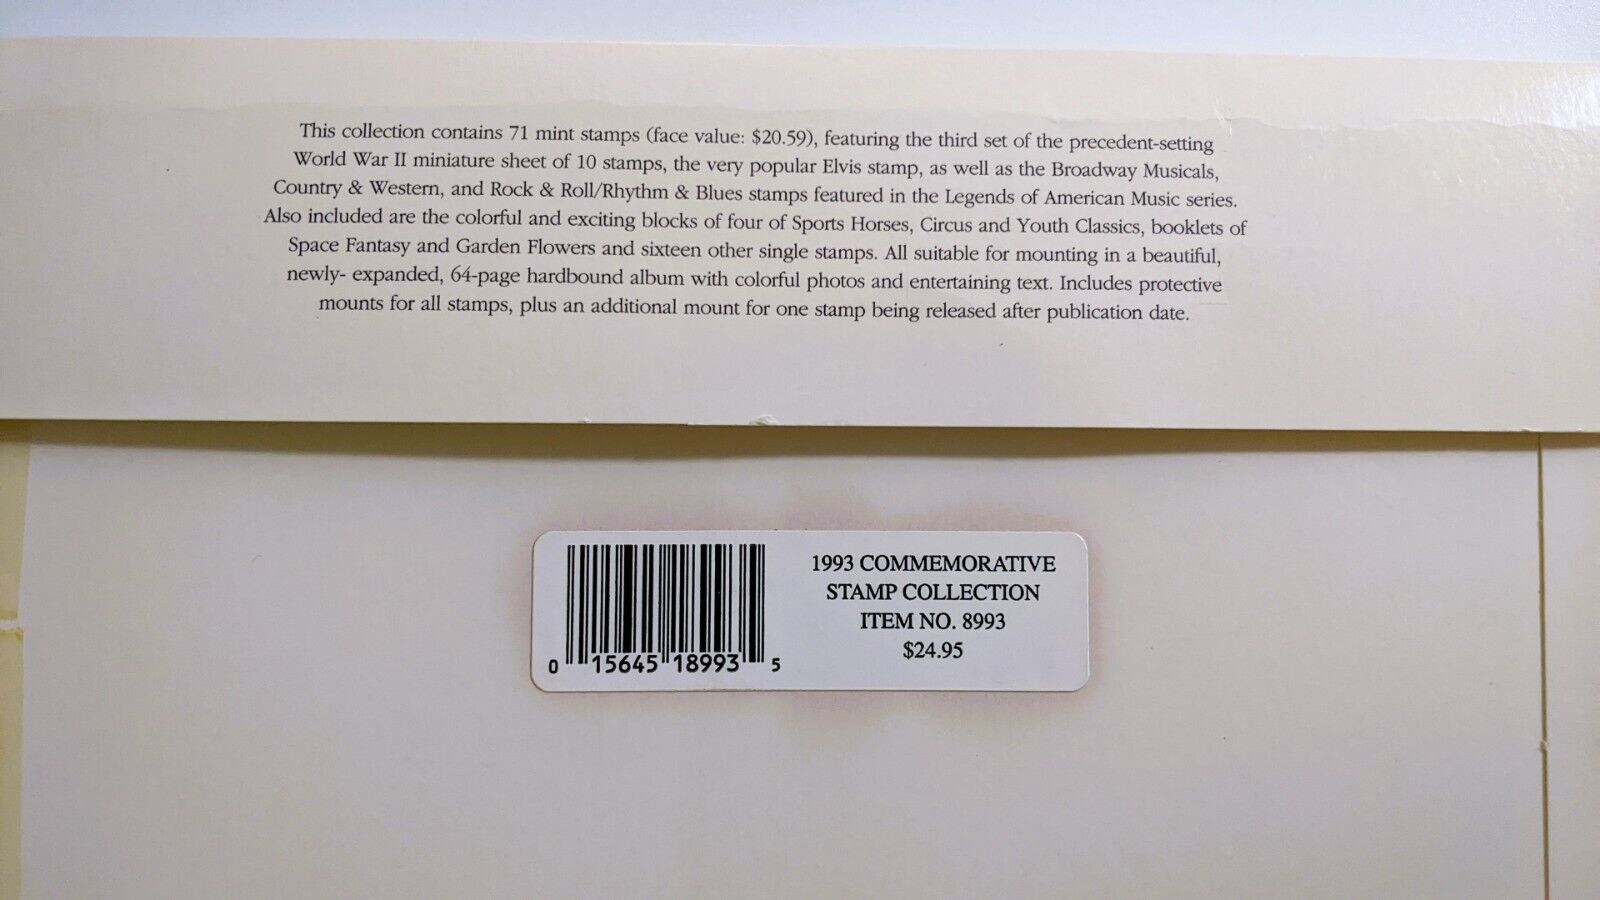 This collection contains 71 mint stamps (face value: $20.59), featuring the third set of the precedent-setting
World War II miniature sheet of 10 stamps, the very popular Elvis stamp, as well as the Broadway Musicals,
Country & Western, and Rock & Roll/Rhythm & Blues stamps featured in the Legends of American Music series.
Also included are the colorful and exciting blocks of four of Sports Horses, Circus and Youth Classics, booklets of
Space Fantasy and Garden Flowers and sixteen other single stamps. All suitable for mounting in a beautiful,
newly- expanded, 64-page hardbound album with colorful photos and entertaining text. Includes protective
mounts for all stamps, plus an additional mount for one stamp being released after publication date.
1993 COMMEMORATIVE
STAMP COLLECTION
ITEM NO. 8993
$24.95
0 15645 18993 5